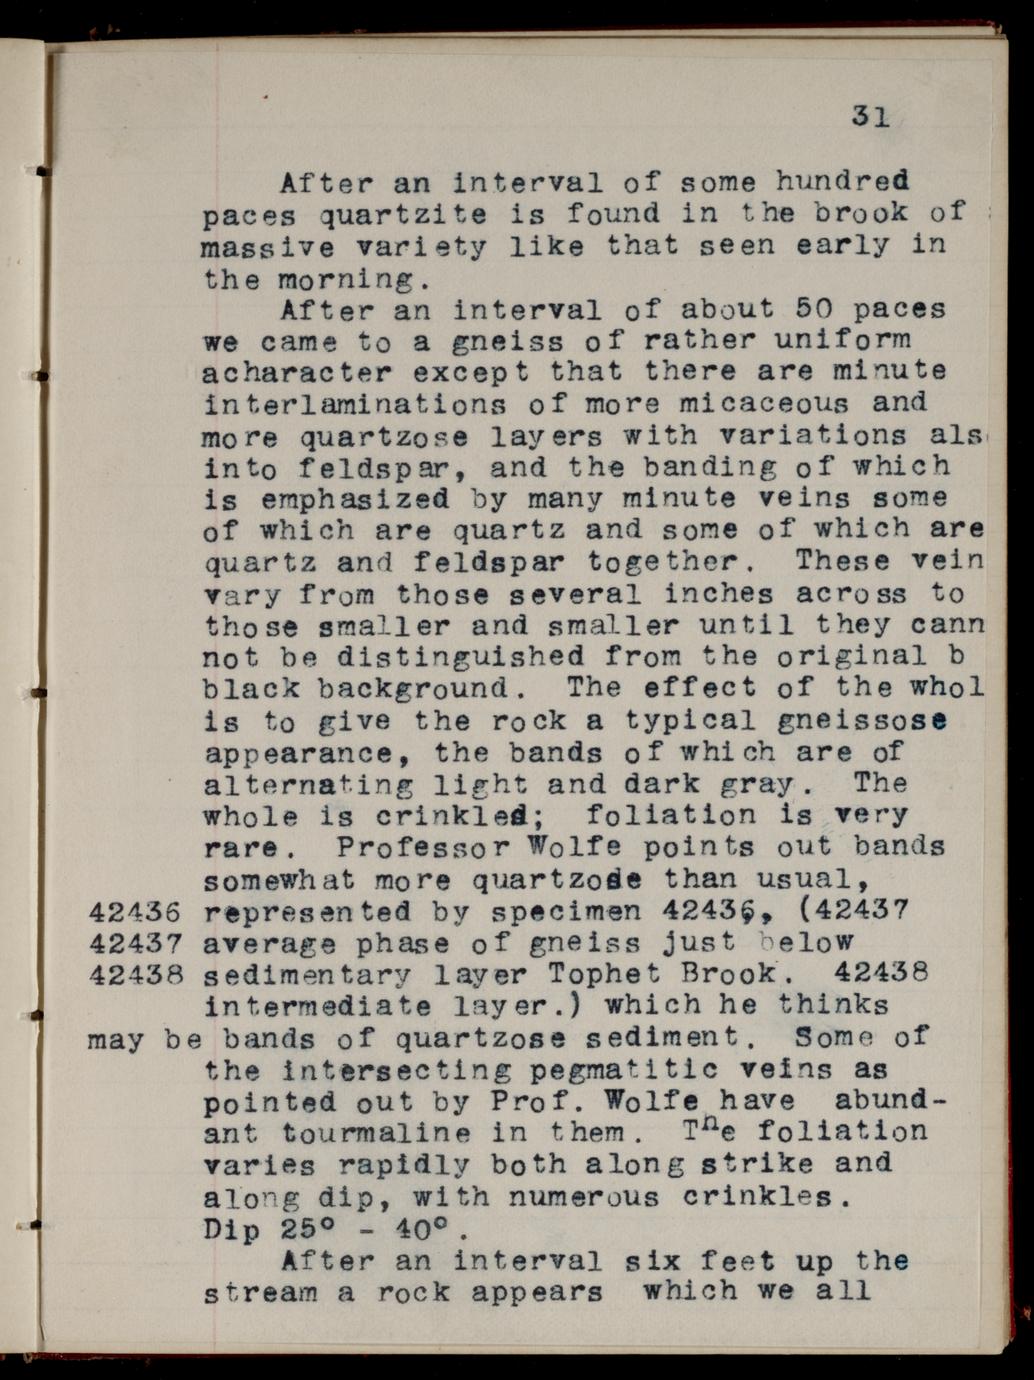 31
After an interval of some hundred
paces quartzite is found in the brook of
massive variety like that seen early in
the morning.
After an interval of about 50 paces
we came to a gneiss of rather uniform
acharacter except that there are minute
interlaminations of more micaceous and
more quartzose layers with variations als
into feldspar, and the banding of which
is emphasized by many minute veins some
of which are quartz and some of which are
quartz and feldspar together. These vein
vary from those several inches across to
those smaller and smaller until they cann
not be distinguished from the original b
black background. The effect of the whol
is to give the rock a typical gneissose
appearance, the bands of which are of
alternating light and dark gray. The
whole is crinkled; foliation is very
rare. Professor Wolfe points out bands
somewhat more quartzose than usual,
42436 represented by specimen 42436, (42437
42437 average phase of gneiss just below
42438 sedimentary layer Tophet Brook. 42438
intermediate layer.) which he thinks
may be bands of quartzose sediment. Some of
the intersecting pegmatitic veins as
pointed out by Prof. Wolfe have abund-
ant tourmaline in them. The foliation
varies rapidly both along strike and
along dip, with numerous crinkles.
Dip 25° - 40°.
After an interval six feet up the
stream a rock appears which we all